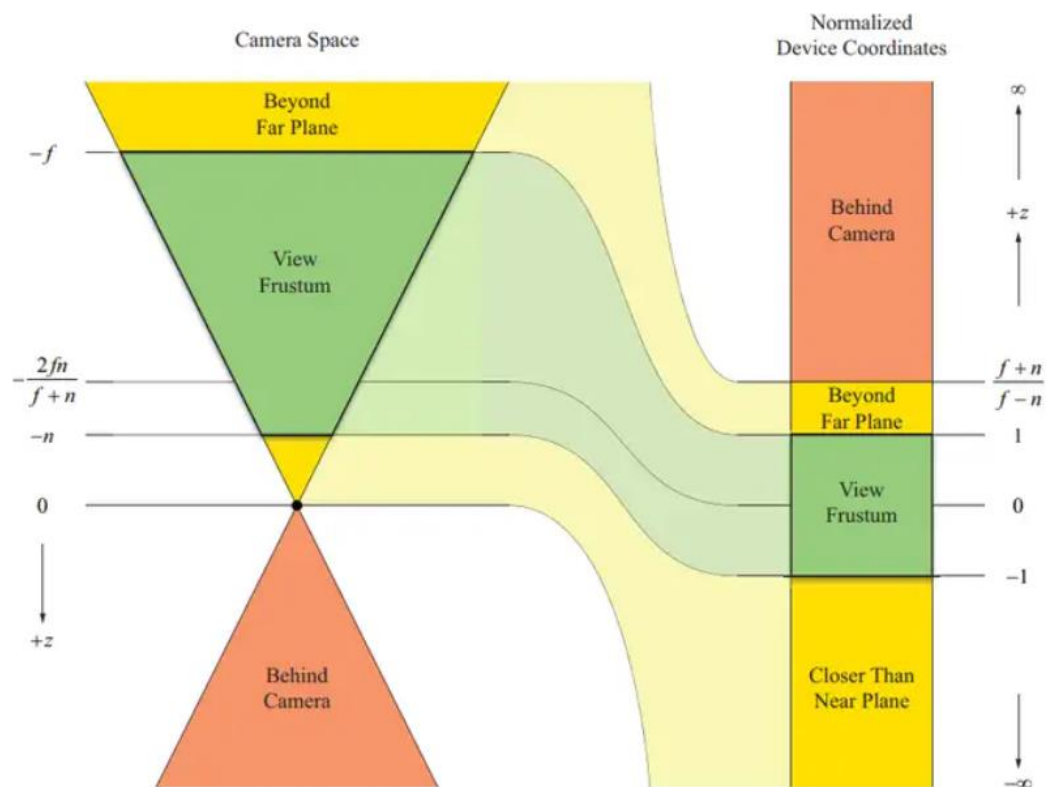 Camera Space
Normalized
Device Coordinates
Beyond
Far Plane
∞
−f
+z
Behind
Camera
View
Frustum
−2fn/(f+n)
(f+n)/(f−n)
Beyond
Far Plane
−n
1
0
View
Frustum
0
−1
+z
Behind
Camera
Closer Than
Near Plane
−∞